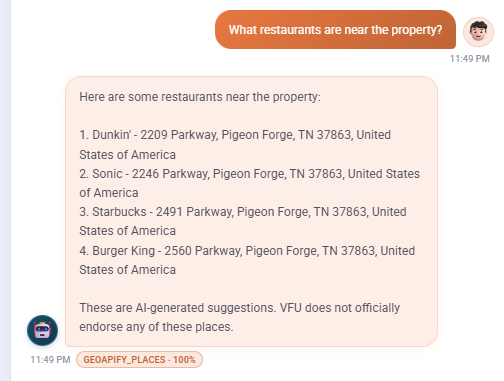 What restaurants are near the property?
11:49 PM
Here are some restaurants near the property:
1. Dunkin' - 2209 Parkway, Pigeon Forge, TN 37863, United
States of America
2. Sonic - 2246 Parkway, Pigeon Forge, TN 37863, United States
of America
3. Starbucks - 2491 Parkway, Pigeon Forge, TN 37863, United
States of America
4. Burger King - 2560 Parkway, Pigeon Forge, TN 37863, United
States of America
These are AI-generated suggestions. VFU does not officially
endorse any of these places.
11:49 PM GEOAPIFY_PLACES · 100%